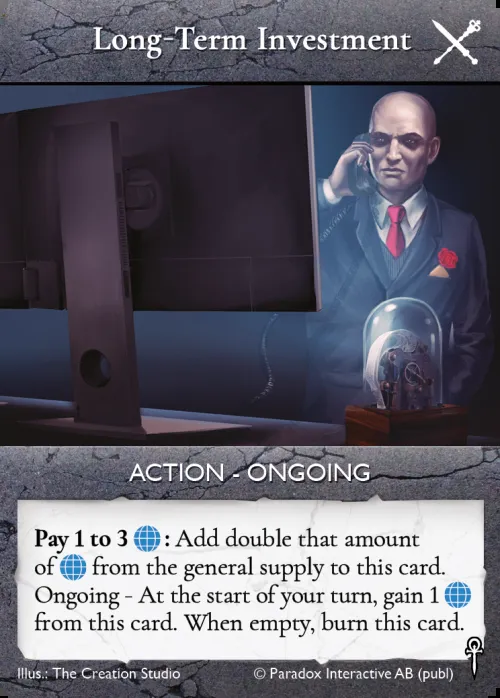 Long-Term Investment
ACTION - ONGOING
Pay 1 to 3 : Add double that amount
of from the general supply to this card.
Ongoing - At the start of your turn, gain 1
from this card. When empty, burn this card.
Illus.: The Creation Studio © Paradox Interactive AB (publ)